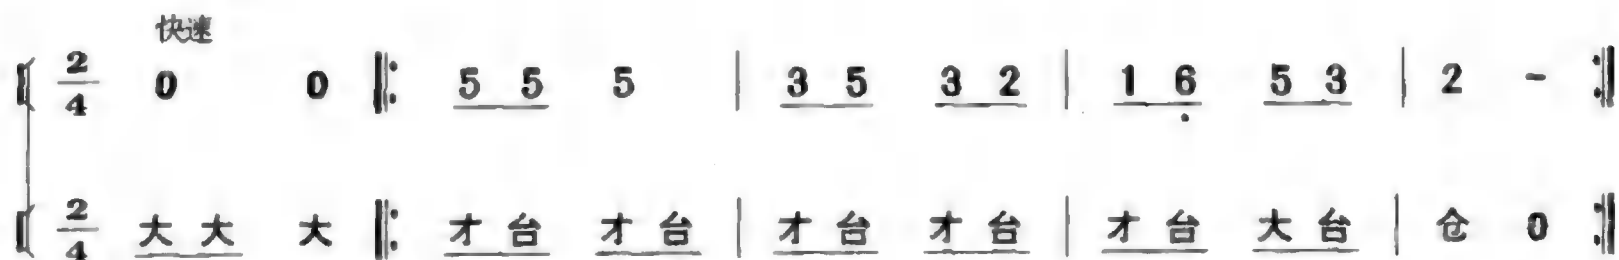 快速
2/4 0 0 ‖: 5 5 5 | 3 5 3 2 | 1 6̣ 5 3 | 2 - :‖
2/4 大大 大 ‖: 才台 才台 | 才台 才台 | 才台 大台 | 仓 0 :‖